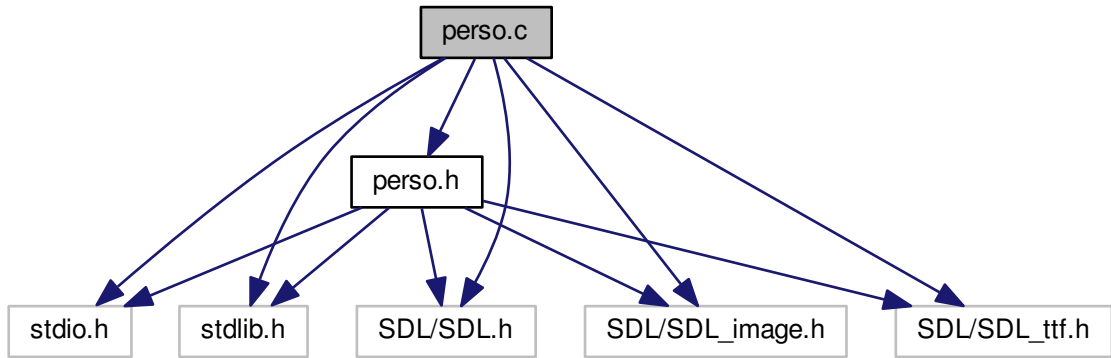 perso.c
perso.h
stdio.h
stdlib.h
SDL/SDL.h
SDL/SDL_image.h
SDL/SDL_ttf.h